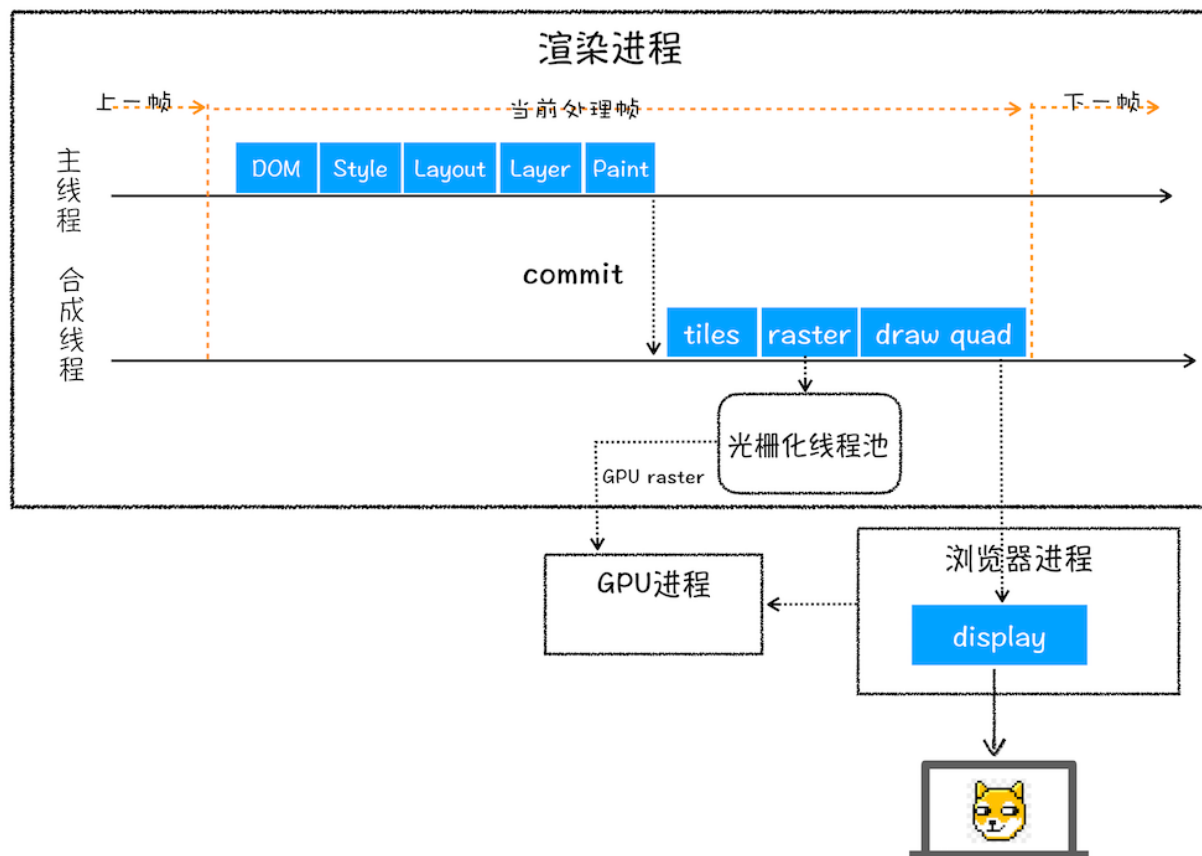 渲染进程
上一帧
当前处理帧
下一帧
主线程
DOM
Style
Layout
Layer
Paint
commit
合成线程
tiles
raster
draw quad
光栅化线程池
GPU raster
GPU进程
浏览器进程
display